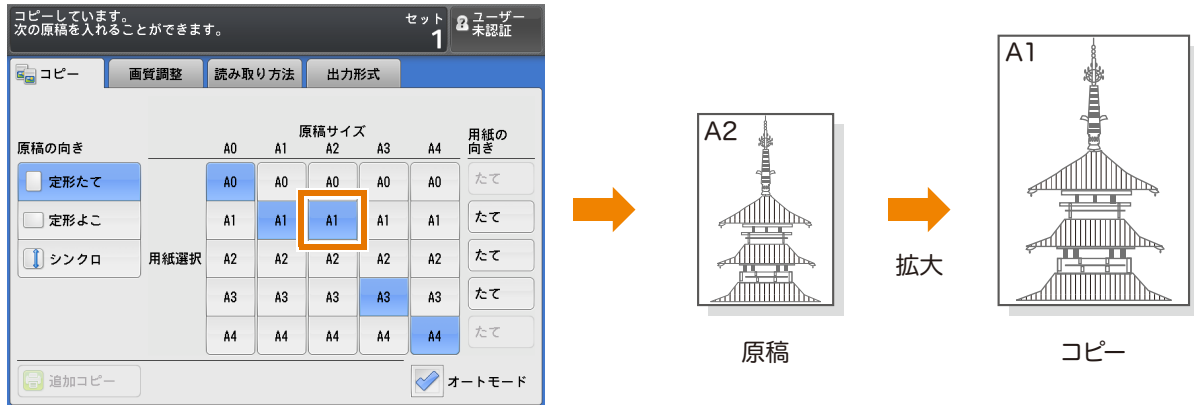 コピーしています。
次の原稿を入れることができます。
セット
1
ユーザー
未認証
コピー
画質調整
読み取り方法
出力形式
原稿の向き
原稿サイズ
用紙の
向き
A0 A1 A2 A3 A4
定形たて
A0 A0 A0 A0 A0 たて
定形よこ
A1 A1 A1 A1 A1 たて
シンクロ
用紙選択
A2 A2 A2 A2 A2 たて
A3 A3 A3 A3 A3 たて
A4 A4 A4 A4 A4 たて
追加コピー
オートモード
A2
原稿
拡大
A1
コピー